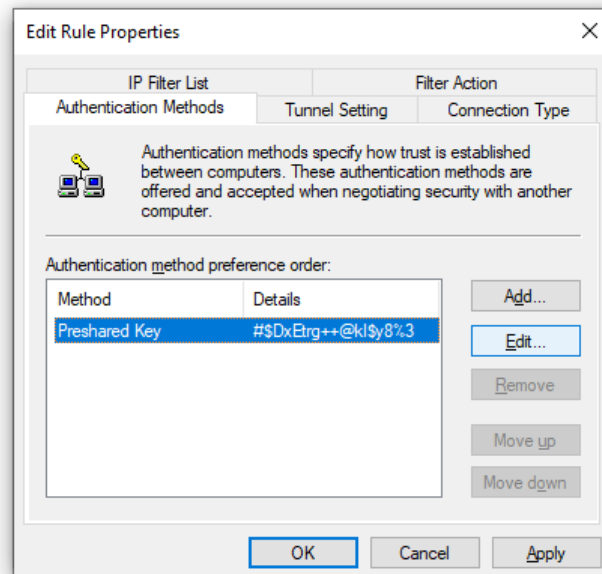 Edit Rule Properties
IP Filter List
Filter Action
Authentication Methods
Tunnel Setting
Connection Type
Authentication methods specify how trust is established
between computers. These authentication methods are
offered and accepted when negotiating security with another
computer.
Authentication method preference order:
Method
Details
Preshared Key
#$DxEtrg++@kI$y8%3
Add...
Edit...
Remove
Move up
Move down
OK
Cancel
Apply